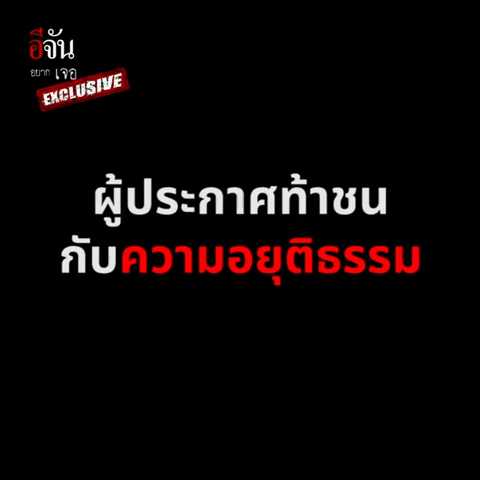 อีจัน
อยาก เจอ
EXCLUSIVE
ผู้ประกาศท้าชน
กับความอยุติธรรม